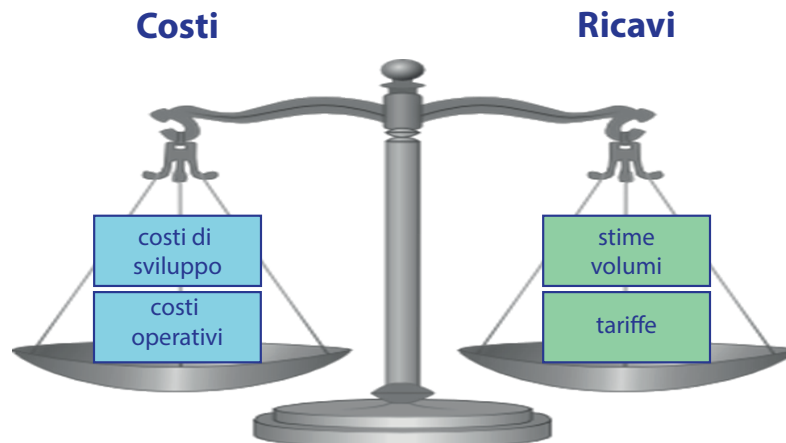 Costi
Ricavi
costi di
sviluppo
costi
operativi
stime
volumi
tariffe